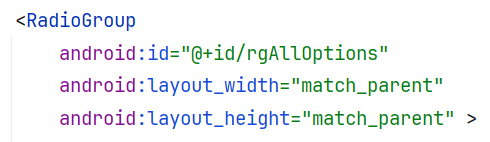 <RadioGroup
android:id="@+id/rgAllOptions"
android:layout_width="match_parent"
android:layout_height="match_parent" >